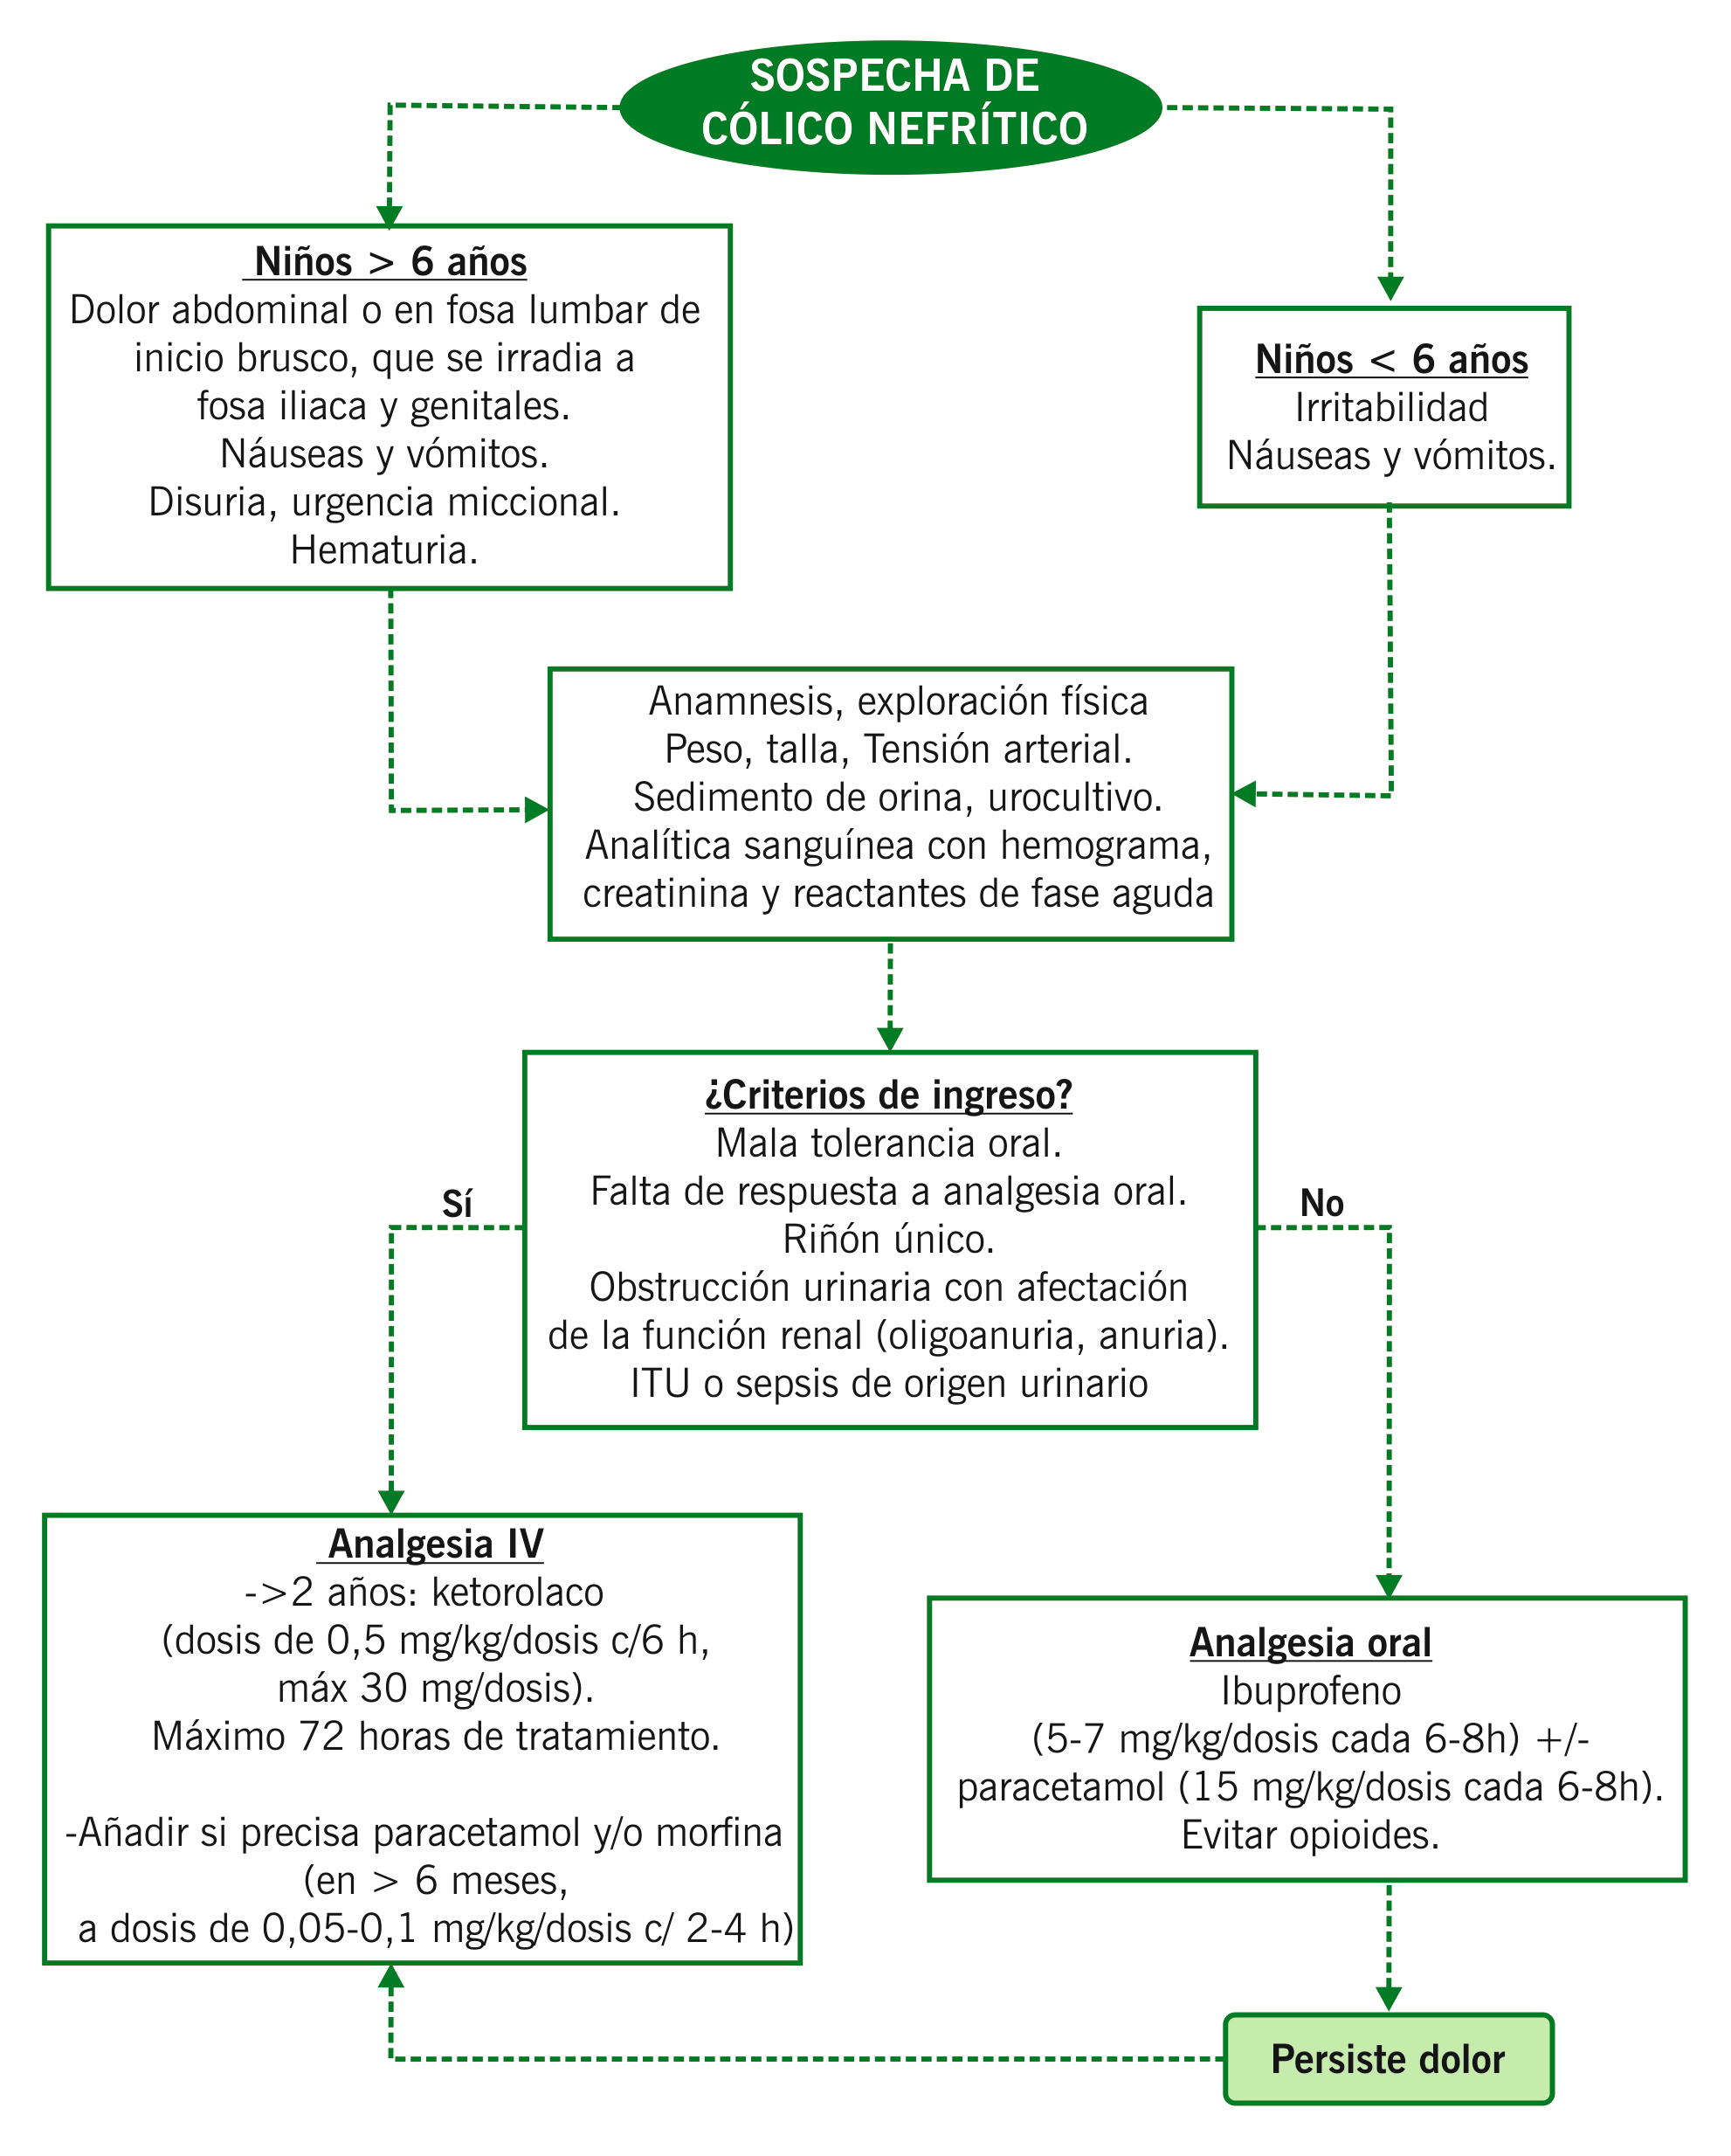 SOSPECHA DE
CÓLICO NEFRÍTICO
Niños > 6 años
Dolor abdominal o en fosa lumbar de
inicio brusco, que se irradia a
fosa iliaca y genitales.
Náuseas y vómitos.
Disuria, urgencia miccional.
Hematuria.
Niños < 6 años
Irritabilidad
Náuseas y vómitos.
Anamnesis, exploración física
Peso, talla, Tensión arterial.
Sedimento de orina, urocultivo.
Analítica sanguínea con hemograma,
creatinina y reactantes de fase aguda
¿Criterios de ingreso?
Mala tolerancia oral.
Falta de respuesta a analgesia oral.
Riñón único.
Obstrucción urinaria con afectación
de la función renal (oligoanuria, anuria).
ITU o sepsis de origen urinario
Sí
No
Analgesia IV
->2 años: ketorolaco
(dosis de 0,5 mg/kg/dosis c/6 h,
máx 30 mg/dosis).
Máximo 72 horas de tratamiento.
-Añadir si precisa paracetamol y/o morfina
(en > 6 meses,
a dosis de 0,05-0,1 mg/kg/dosis c/ 2-4 h)
Analgesia oral
Ibuprofeno
(5-7 mg/kg/dosis cada 6-8h) +/-
paracetamol (15 mg/kg/dosis cada 6-8h).
Evitar opioides.
Persiste dolor